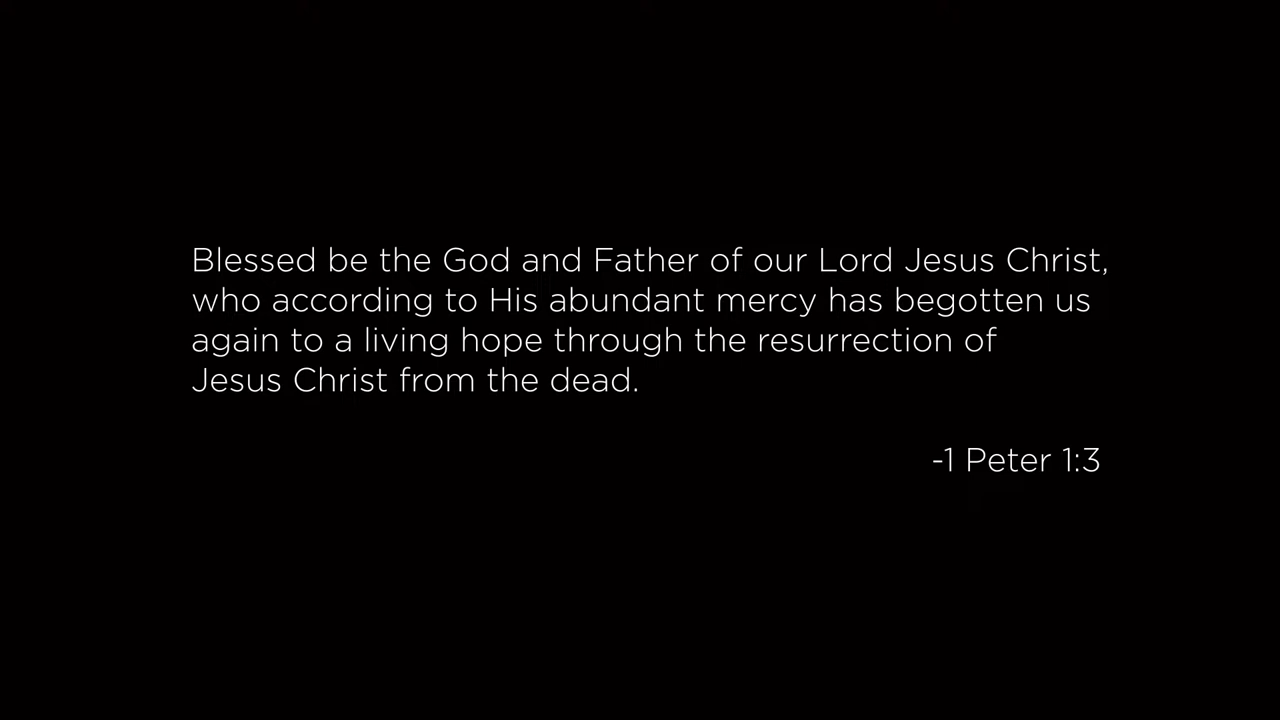 Blessed be the God and Father of our Lord Jesus Christ,
who according to His abundant mercy has begotten us
again to a living hope through the resurrection of
Jesus Christ from the dead.
-1 Peter 1:3